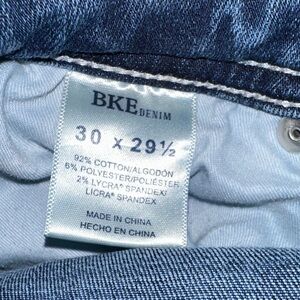 BKE DENIM
30 x 29½
92% COTTON/ALGODÓN
6% POLYESTER/POLIÉSTER
2% LYCRA® SPANDEX/
LICRA® SPANDEX
MADE IN CHINA
HECHO EN CHINA